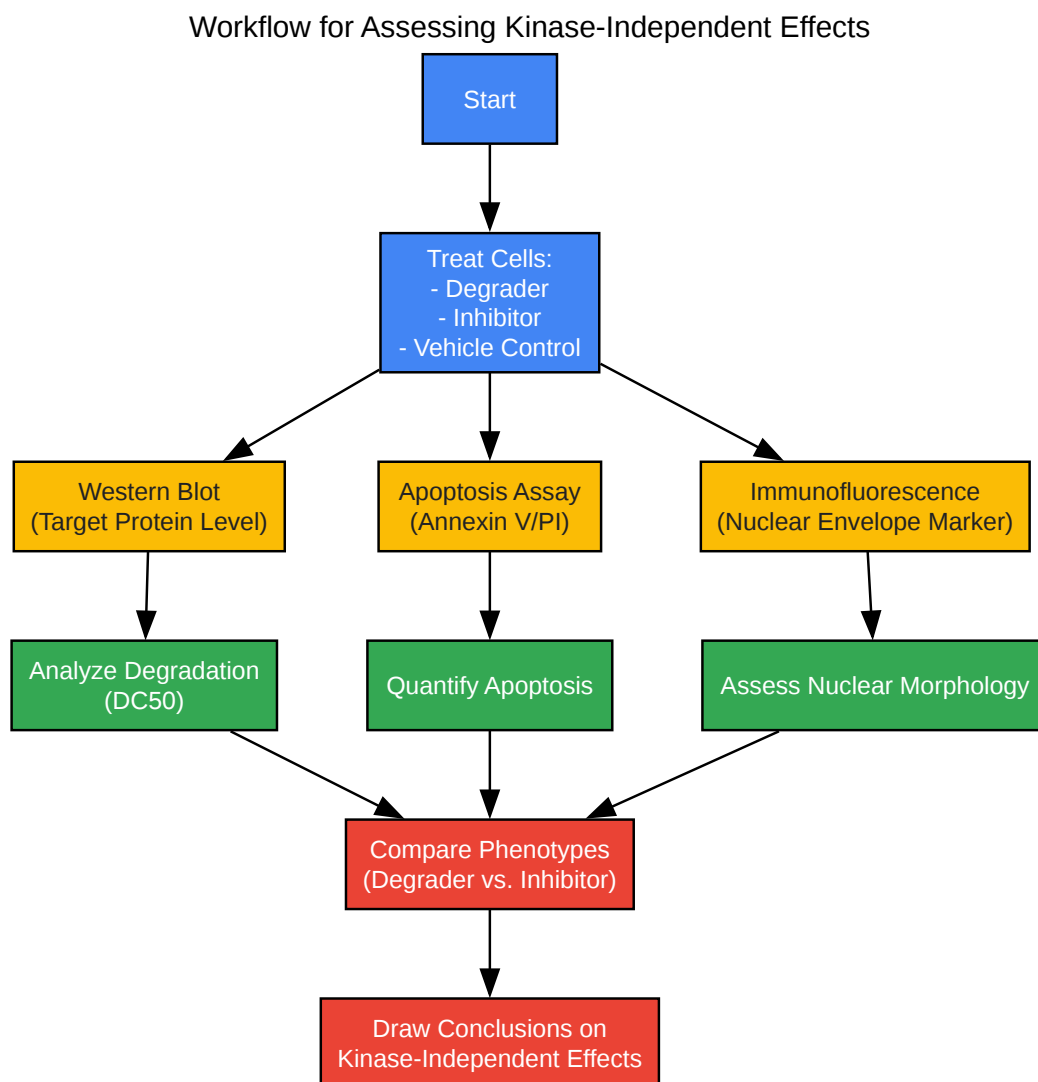 Workflow for Assessing Kinase-Independent Effects
Start
Treat Cells:
- Degrader
- Inhibitor
- Vehicle Control
Western Blot
(Target Protein Level)
Apoptosis Assay
(Annexin V/PI)
Immunofluorescence
(Nuclear Envelope Marker)
Analyze Degradation
(DC50)
Quantify Apoptosis
Assess Nuclear Morphology
Compare Phenotypes
(Degrader vs. Inhibitor)
Draw Conclusions on
Kinase-Independent Effects